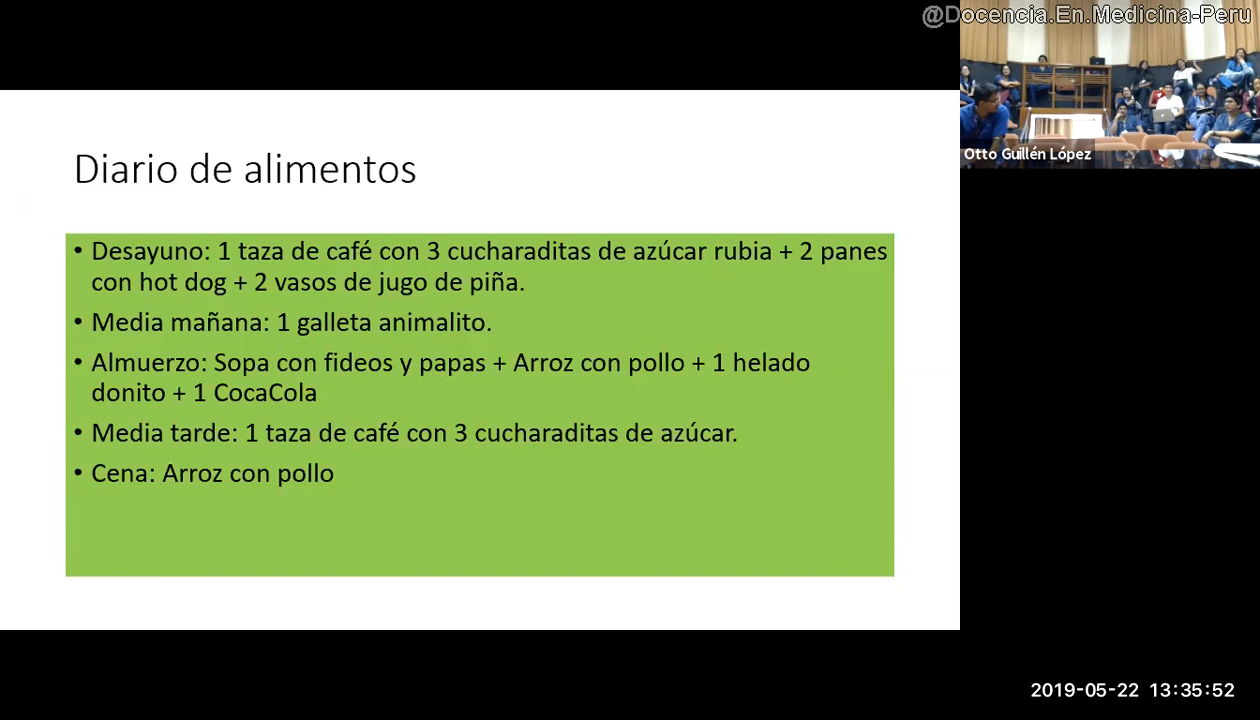 @Docencia.En.Medicina-Peru
Otto Guillén López
Diario de alimentos
• Desayuno: 1 taza de café con 3 cucharaditas de azúcar rubia + 2 panes
con hot dog + 2 vasos de jugo de piña.
• Media mañana: 1 galleta animalito.
• Almuerzo: Sopa con fideos y papas + Arroz con pollo + 1 helado
donito + 1 CocaCola
• Media tarde: 1 taza de café con 3 cucharaditas de azúcar.
• Cena: Arroz con pollo
2019-05-22 13:35:52